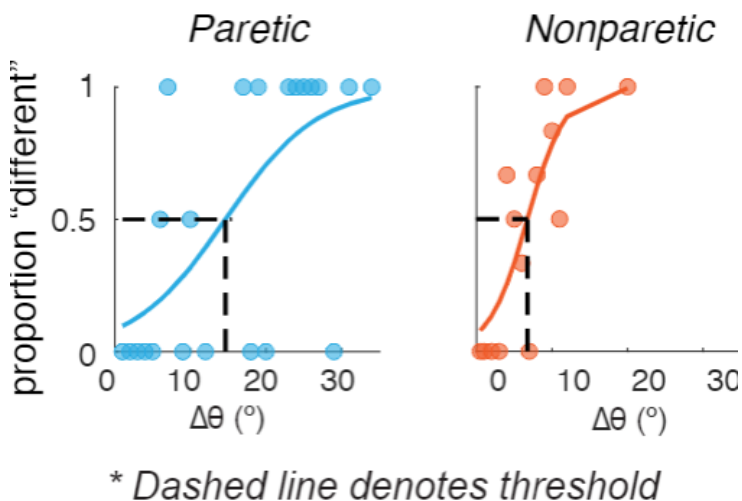 Paretic
Nonparetic
proportion “different”
1
0.5
0
0 10 20 30
Δθ (°)
0 10 20 30
Δθ (°)
* Dashed line denotes threshold